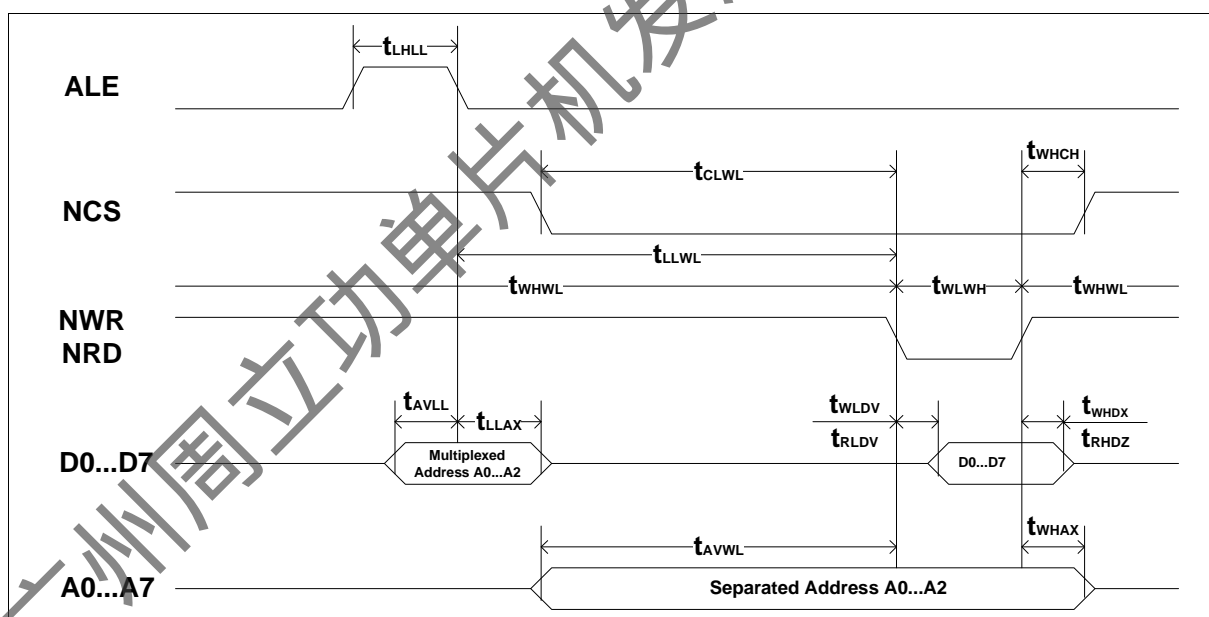 tLHLL
ALE
tWHCH
tCLWL
NCS
tLLWL
tWHWL tWLWH tWHWL
NWR
NRD
tAVLL
tLLAX
tWLDV
tRLDV
tWHDX
tRHDZ
D0...D7
Multiplexed
Address A0...A2
D0...D7
tWHAX
tAVWL
A0...A7
Separated Address A0...A2
广州周立功单片机发